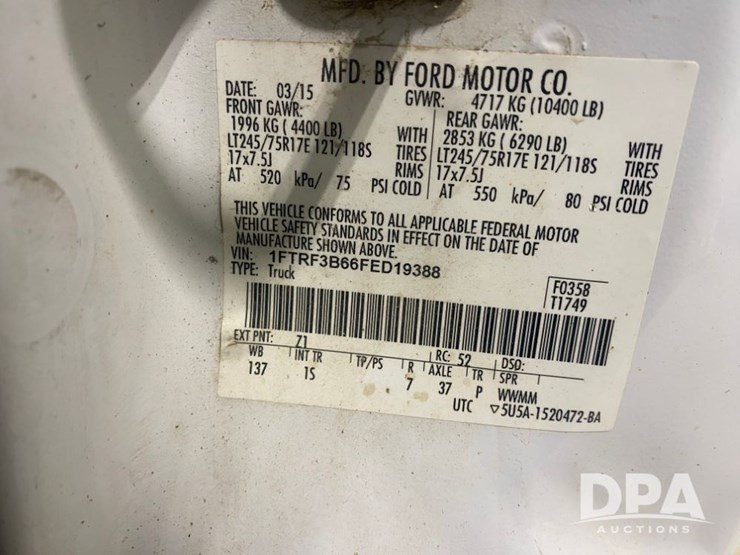 MFD. BY FORD MOTOR CO.
DATE: 03/15 GVWR: 4717 KG (10400 LB)
FRONT GAWR: REAR GAWR:
1996 KG ( 4400 LB) WITH 2853 KG ( 6290 LB) WITH
LT245/75R17E 121/118S TIRES LT245/75R17E 121/118S TIRES
17x7.5J RIMS 17x7.5J RIMS
AT 520 kPa/ 75 PSI COLD AT 550 kPa/ 80 PSI COLD
THIS VEHICLE CONFORMS TO ALL APPLICABLE FEDERAL MOTOR
VEHICLE SAFETY STANDARDS IN EFFECT ON THE DATE OF
MANUFACTURE SHOWN ABOVE.
VIN: 1FTRF3B66FED19388
TYPE: Truck
F0358
T1749
EXT PNT: Z1 RC: 52 DSO:
WB INT TR TP/PS R AXLE TR SPR
137 1S 7 37 P WWMM
UTC ▽5U5A-1520472-BA
DPA
AUCTIONS